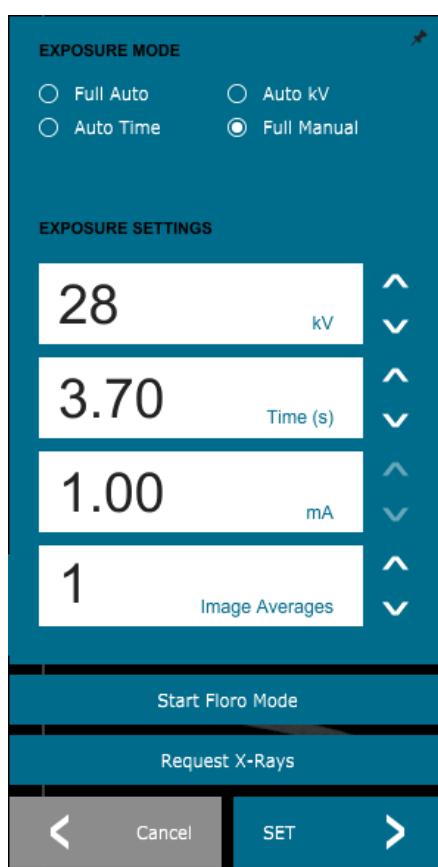 EXPOSURE MODE
Full Auto
Auto kV
Auto Time
Full Manual
EXPOSURE SETTINGS
28
kV
3.70
Time (s)
1.00
mA
1
Image Averages
Start Floro Mode
Request X-Rays
Cancel
SET